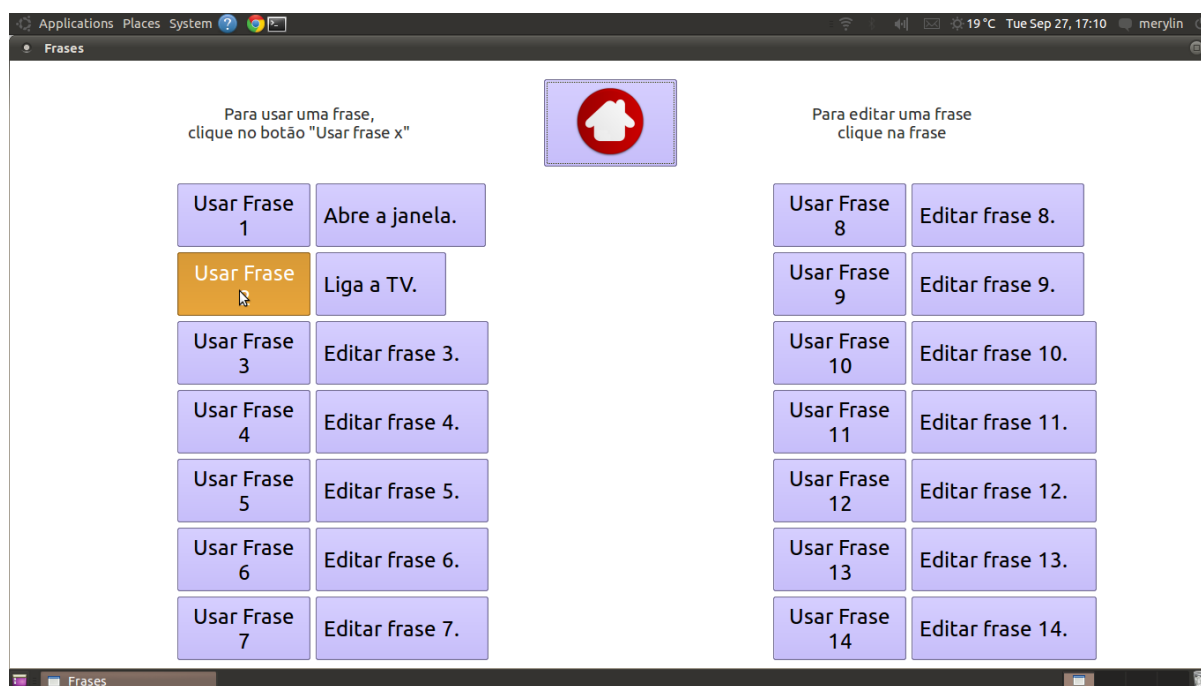 Applications Places System
19 °C Tue Sep 27, 17:10 merylin
Frases
Para usar uma frase,
clique no botão "Usar frase x"
Para editar uma frase
clique na frase
Usar Frase
1
Abre a janela.
Usar Frase
Liga a TV.
Usar Frase
3
Editar frase 3.
Usar Frase
4
Editar frase 4.
Usar Frase
5
Editar frase 5.
Usar Frase
6
Editar frase 6.
Usar Frase
7
Editar frase 7.
Usar Frase
8
Editar frase 8.
Usar Frase
9
Editar frase 9.
Usar Frase
10
Editar frase 10.
Usar Frase
11
Editar frase 11.
Usar Frase
12
Editar frase 12.
Usar Frase
13
Editar frase 13.
Usar Frase
14
Editar frase 14.
Frases